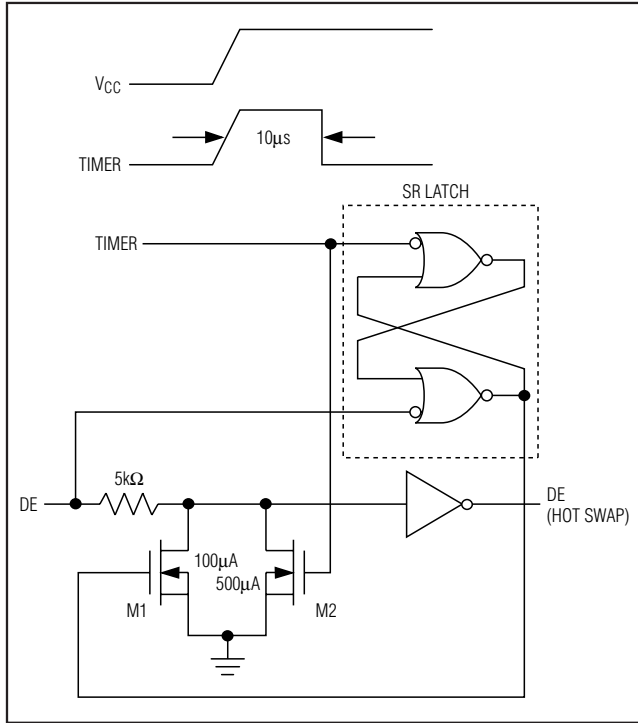 VCC
10μs
TIMER
SR LATCH
TIMER
5kΩ
DE
DE
(HOT SWAP)
100μA
500μA
M1
M2